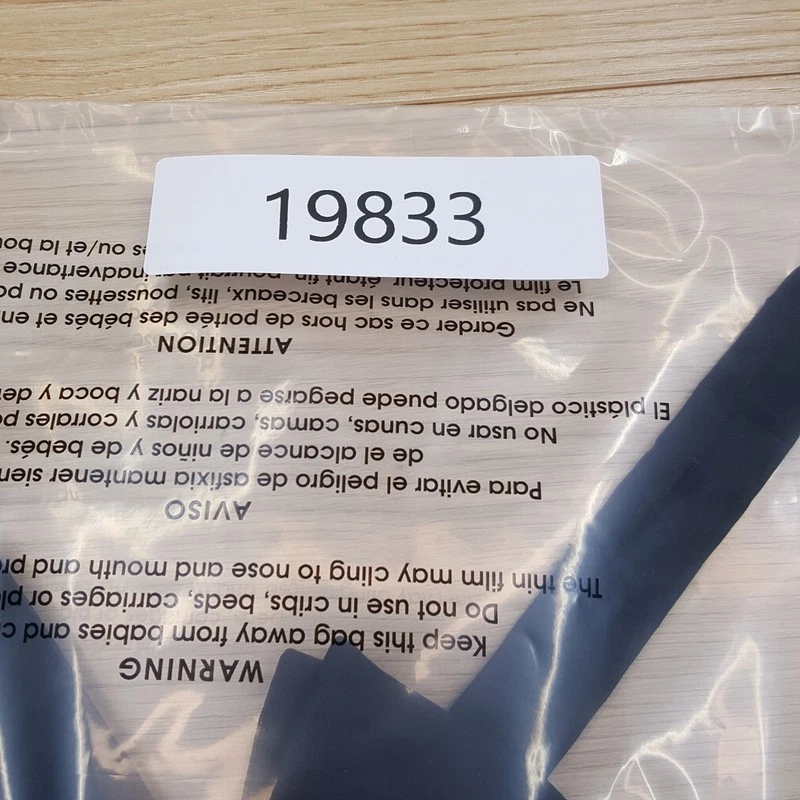 19833
WARNING
Keep this bag away from babies and
Do not use in cribs, beds, carriages or
The thin film may cling to nose and mouth and
AVISO
Para evitar el peligro de asfixia mantener
de el alcance de niños y de bebés.
No usar en cunas, camas, carriolas y corrales
El plástico delgado puede pegarse a la nariz y boca y
ATTENTION
Garder ce sac hors de portée des bébés et
Ne pas utiliser dans les berceaux, lits, poussettes ou
Le film protecteur étant fin, pourrait par inadvertance
ou/et la